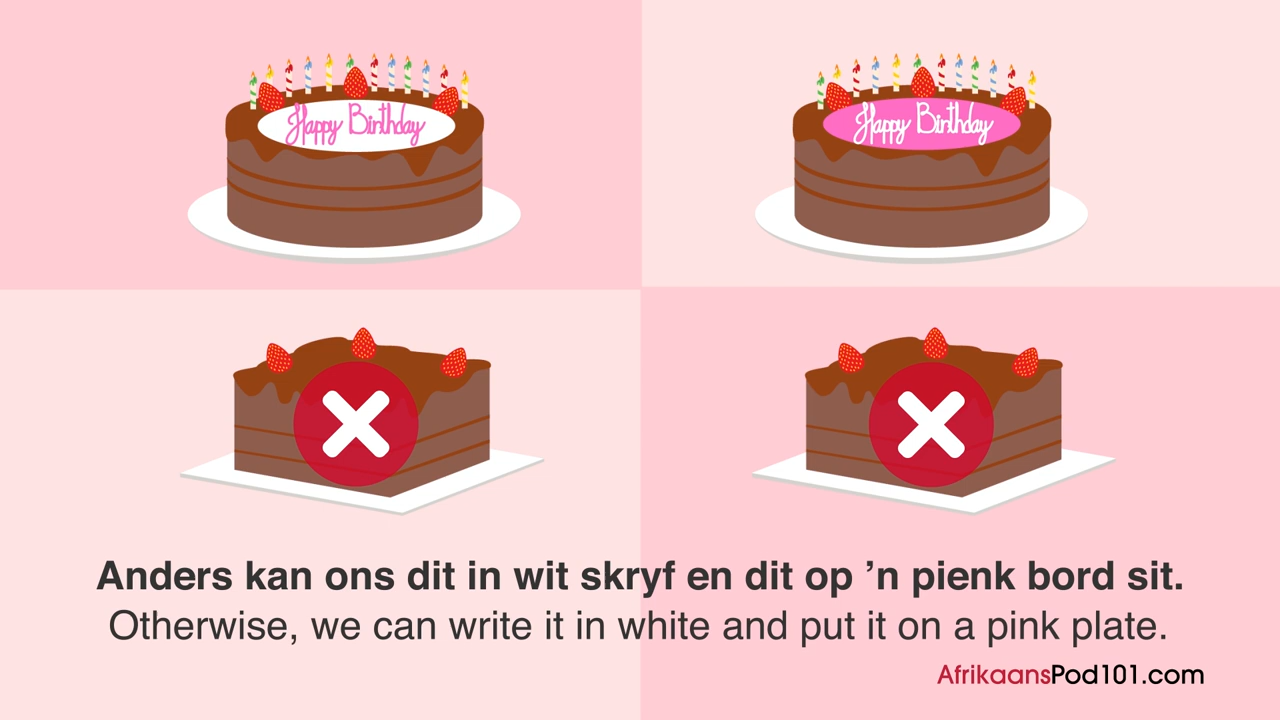 Happy Birthday
Happy Birthday
Anders kan ons dit in wit skryf en dit op ’n pienk bord sit.
Otherwise, we can write it in white and put it on a pink plate.
AfrikaansPod101.com